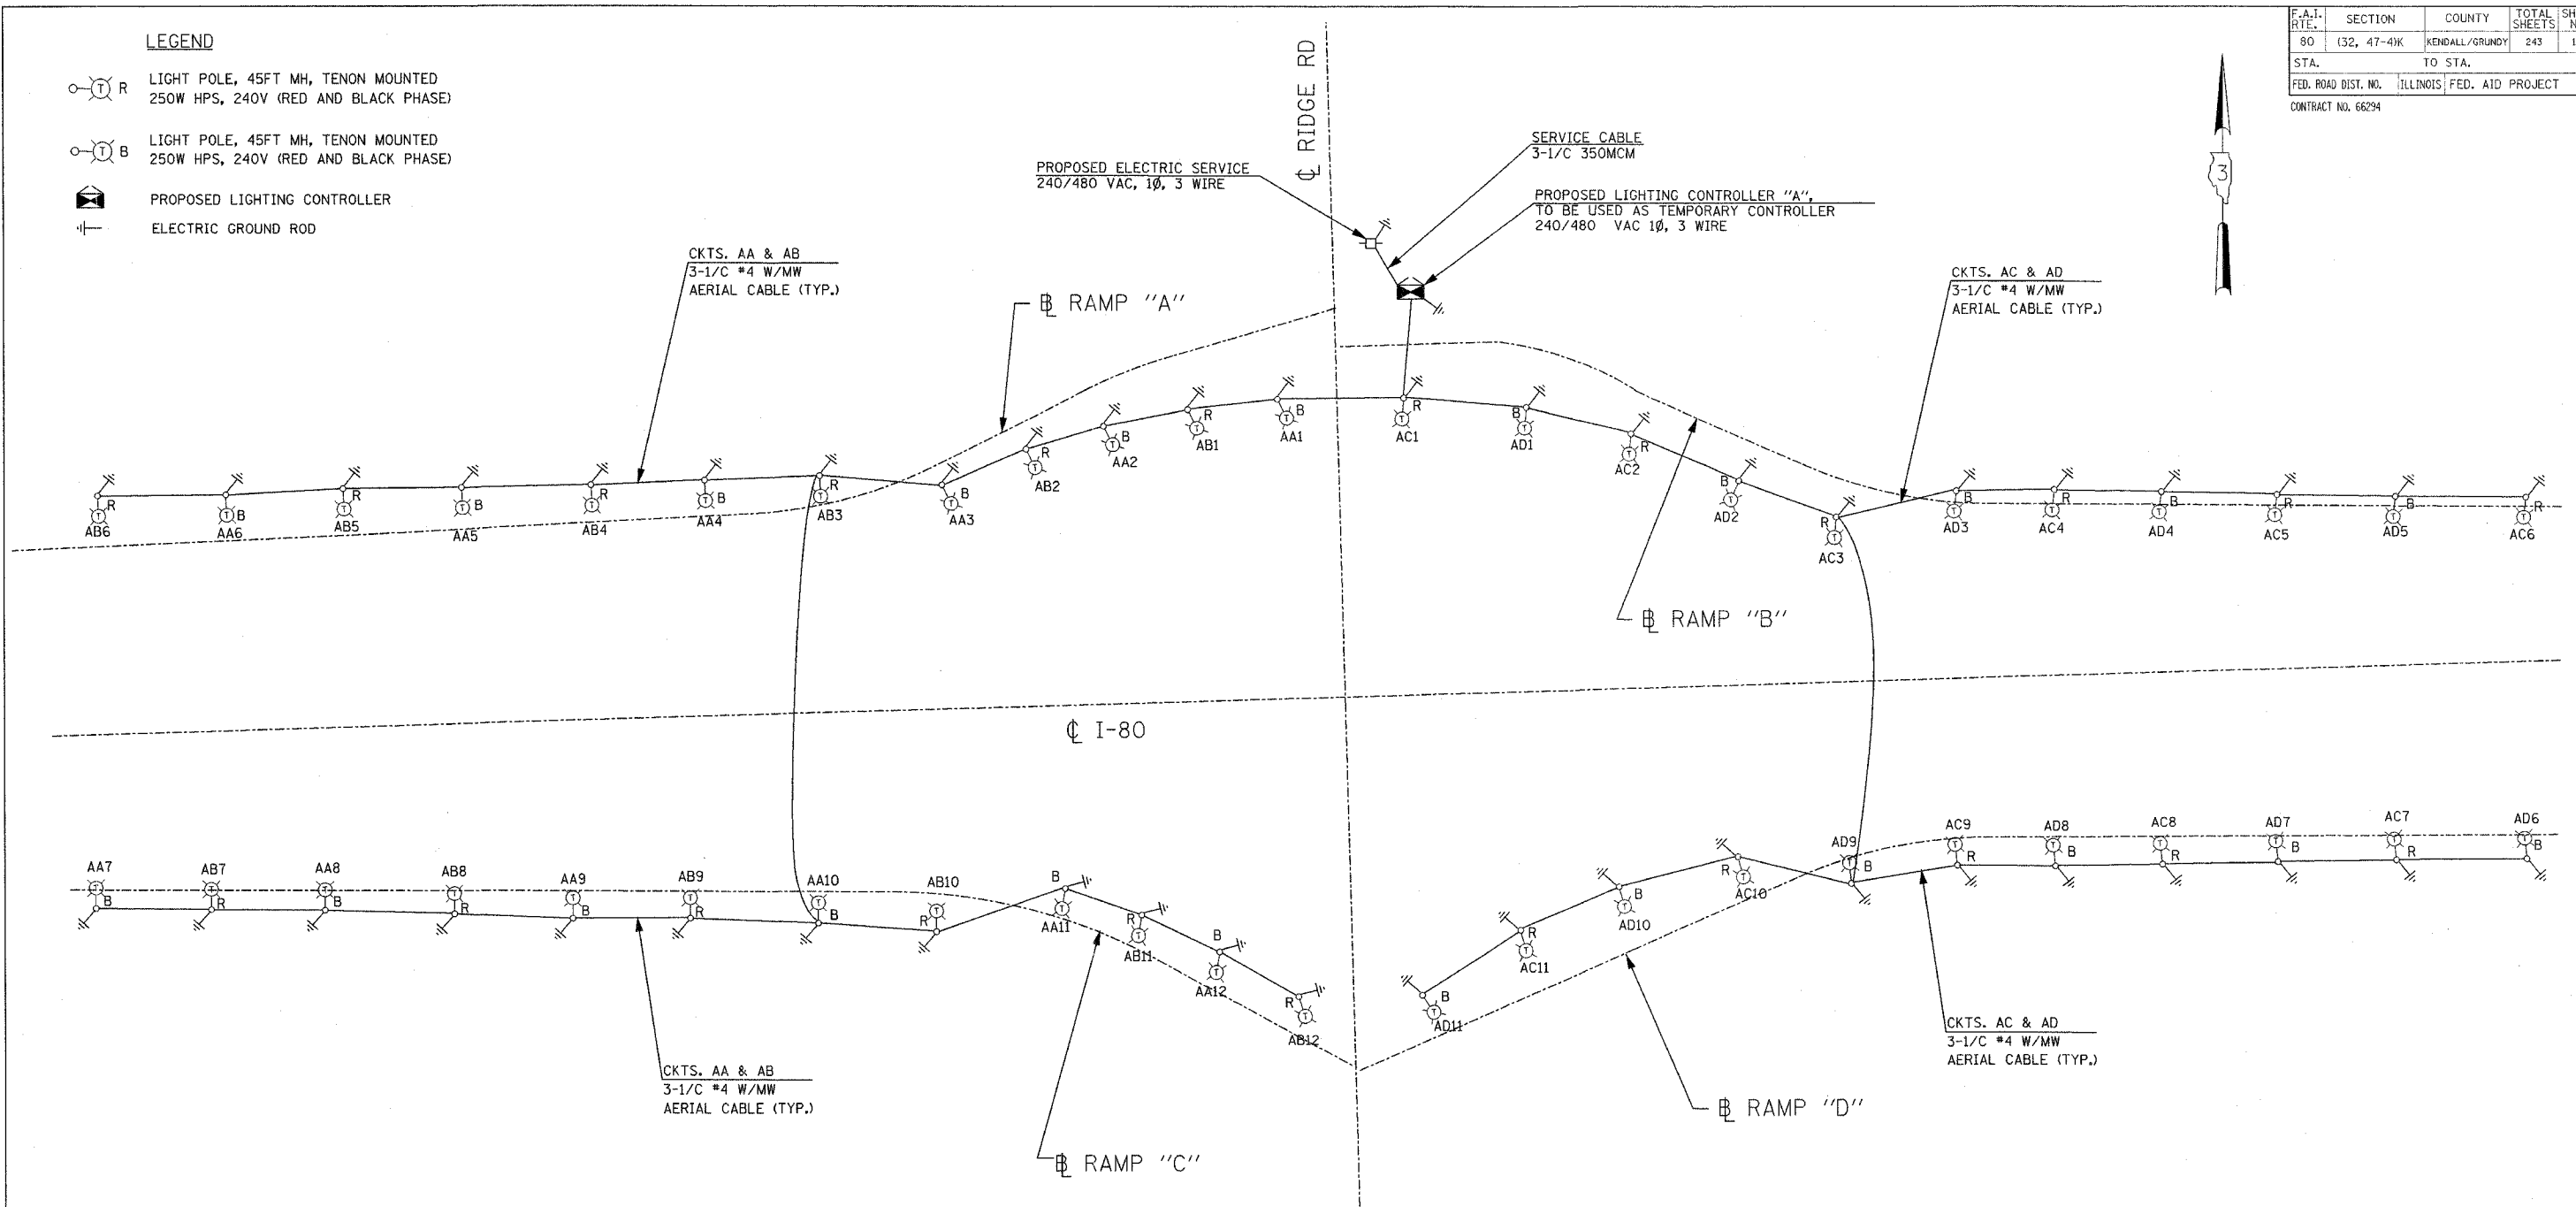 LEGEND
R
LIGHT POLE, 45FT MH, TENON MOUNTED
250W HPS, 240V (RED AND BLACK PHASE)
B
LIGHT POLE, 45FT MH, TENON MOUNTED
250W HPS, 240V (RED AND BLACK PHASE)
PROPOSED LIGHTING CONTROLLER
ELECTRIC GROUND ROD
F.A.I. RTE. SECTION COUNTY TOTAL SHEETS
80 (32, 47-4)K KENDALL/GRUNDY 243
STA. TO STA.
FED. ROAD DIST. NO. ILLINOIS FED. AID PROJECT
CONTRACT NO. 66294
3
℄ RIDGE RD
PROPOSED ELECTRIC SERVICE
240/480 VAC, 1Ø, 3 WIRE
SERVICE CABLE
3-1/C 350MCM
PROPOSED LIGHTING CONTROLLER "A",
TO BE USED AS TEMPORARY CONTROLLER
240/480 VAC 1Ø, 3 WIRE
CKTS. AA & AB
3-1/C #4 W/MW
AERIAL CABLE (TYP.)
℄ RAMP "A"
CKTS. AC & AD
3-1/C #4 W/MW
AERIAL CABLE (TYP.)
R B R B R B R B R B R B R B R B R B R
AB6 AA6 AB5 AA5 AB4 AA4 AB3 AA3 AB2 AA2 AB1 AA1 AC1 AD1 AC2 AD2 AC3 AD3 AC4 AD4 AC5 AD5 AC6
B R B R
℄ RAMP "B"
℄ I-80
AA7 AB7 AA8 AB8 AA9 AB9 AA10 AB10 AD9 AC9 AD8 AC8 AD7 AC7 AD6
B R B R B R B R B R B R B R B
B R B R R B R B
AA11 AB11 AA12 AB12 AD11 AC11 AD10 AC10
CKTS. AA & AB
3-1/C #4 W/MW
AERIAL CABLE (TYP.)
CKTS. AC & AD
3-1/C #4 W/MW
AERIAL CABLE (TYP.)
℄ RAMP "C"
℄ RAMP "D"